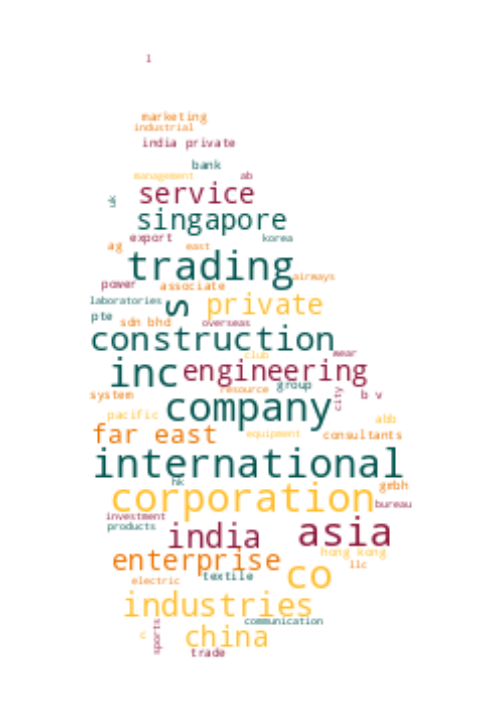 l
marketing
industrial
india private
bank
management ab
uk service
singapore
export korea
ag east
trading
airways
power associate
laboratories s private
pte sdn bhd overseas
construction
club wear
inc engineering
system resource group city b v
company
pacific abb
far east equipment consultants
international
hk gmbh
corporation
bureau
investment
products india asia
hong kong
enterprise llc
electric textile co
industries
communication
c sports china
trade